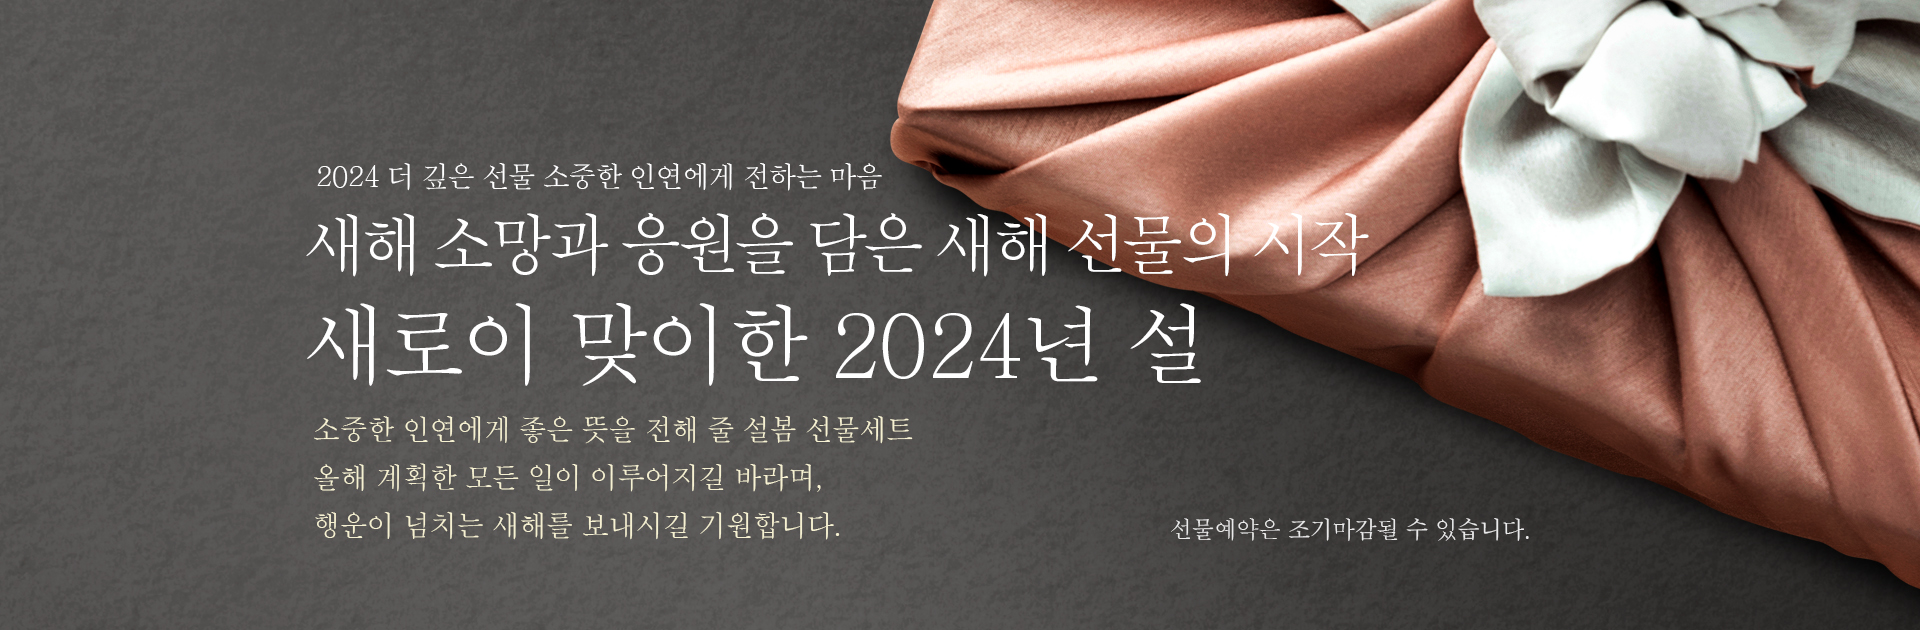 2024 더 깊은 선물 소중한 인연에게 전하는 마음
새해 소망과 응원을 담은 새해 선물의 시작
새로이 맞이한 2024년 설
소중한 인연에게 좋은 뜻을 전해 줄 설봄 선물세트
올해 계획한 모든 일이 이루어지길 바라며,
행운이 넘치는 새해를 보내시길 기원합니다.
선물예약은 조기마감될 수 있습니다.